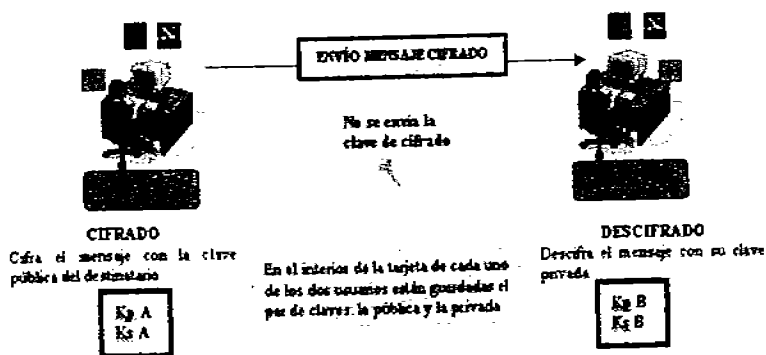 ENVÍO MENSAJE CIFRADO
No se envía la
clave de cifrado
CIFRADO
Cifra el mensaje con la clave
pública del destinatario
Kp A
Ks A
En el interior de la tarjeta de cada uno
de los dos usuarios están guardadas el
par de claves: la pública y la privada
DESCIFRADO
Descifra el mensaje con su clave
privada
Kp B
Ks B